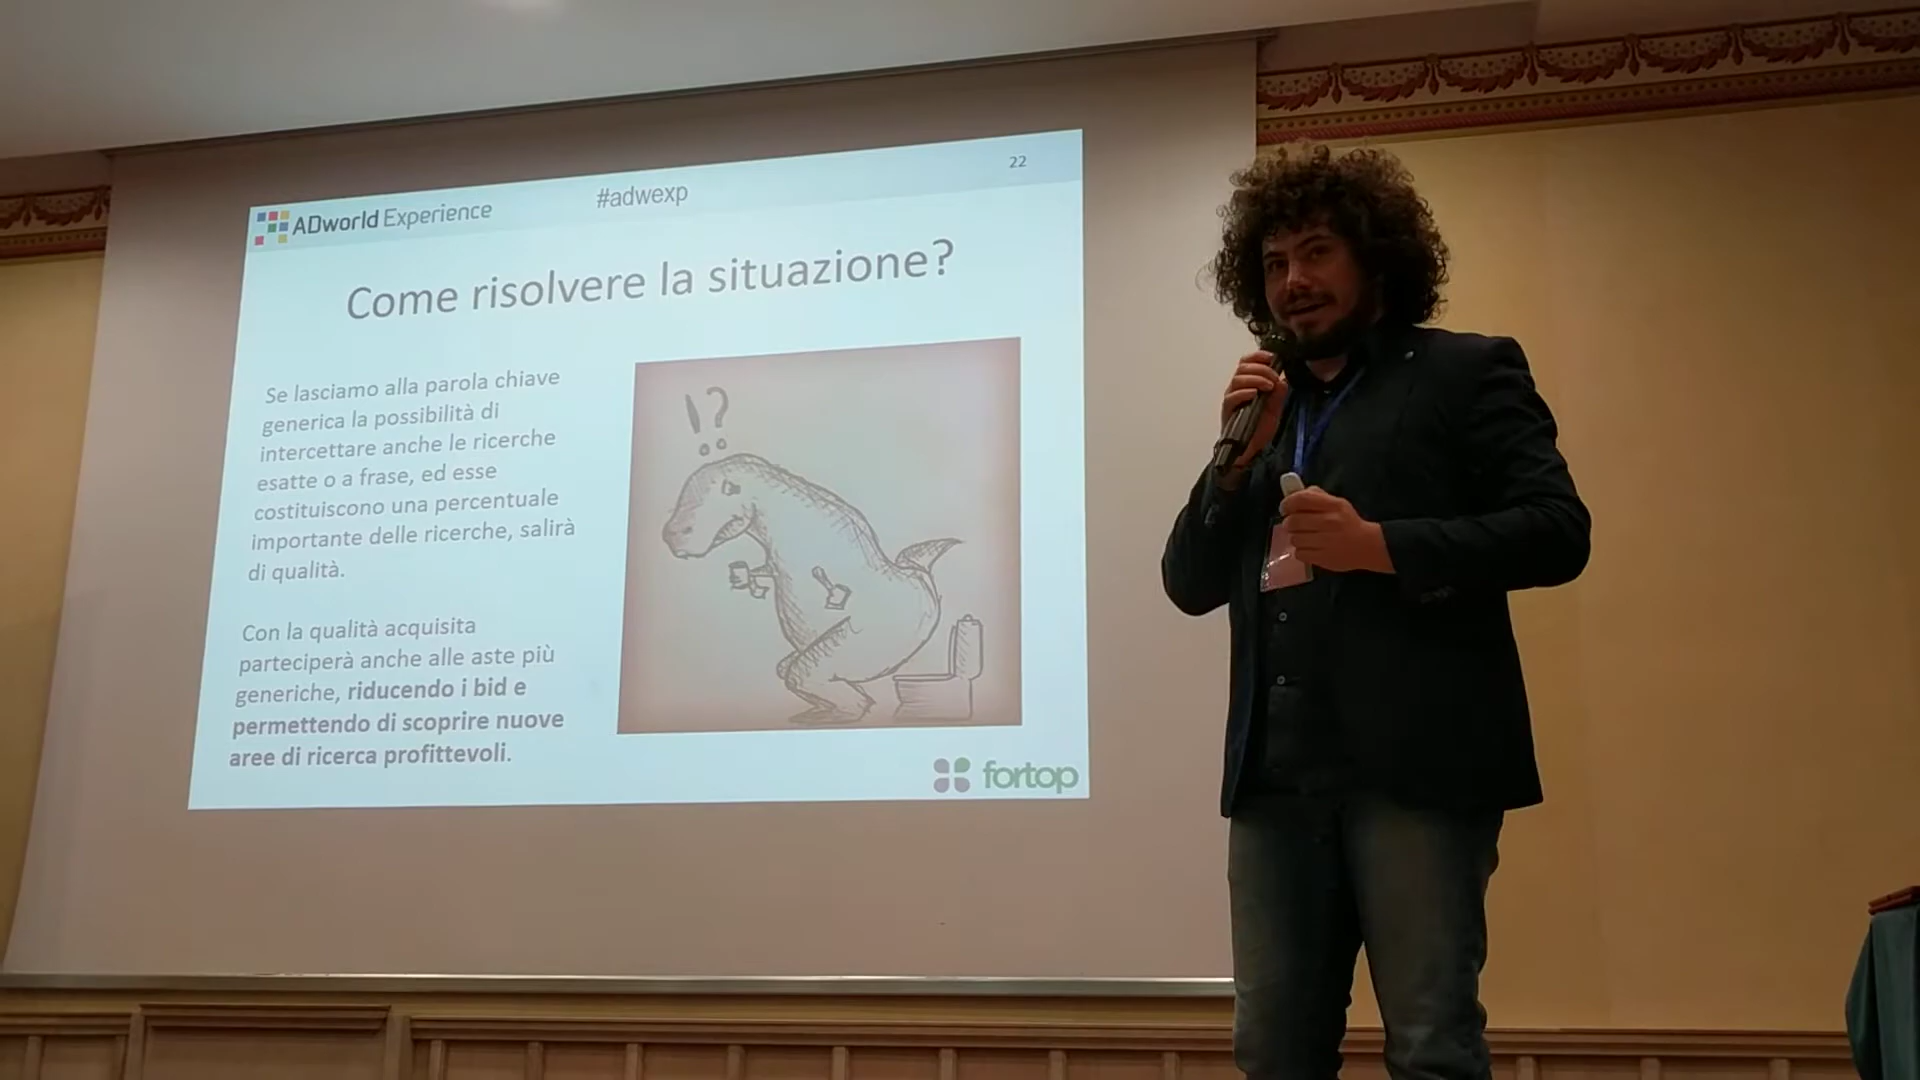 22
#adwexp
ADworld Experience
Come risolvere la situazione?
Se lasciamo alla parola chiave
generica la possibilità di
intercettare anche le ricerche
esatte o a frase, ed esse
costituiscono una percentuale
importante delle ricerche, salirà
di qualità.
!?
Con la qualità acquisita
parteciperà anche alle aste più
generiche, riducendo i bid e
permettendo di scoprire nuove
aree di ricerca profittevoli.
fortop